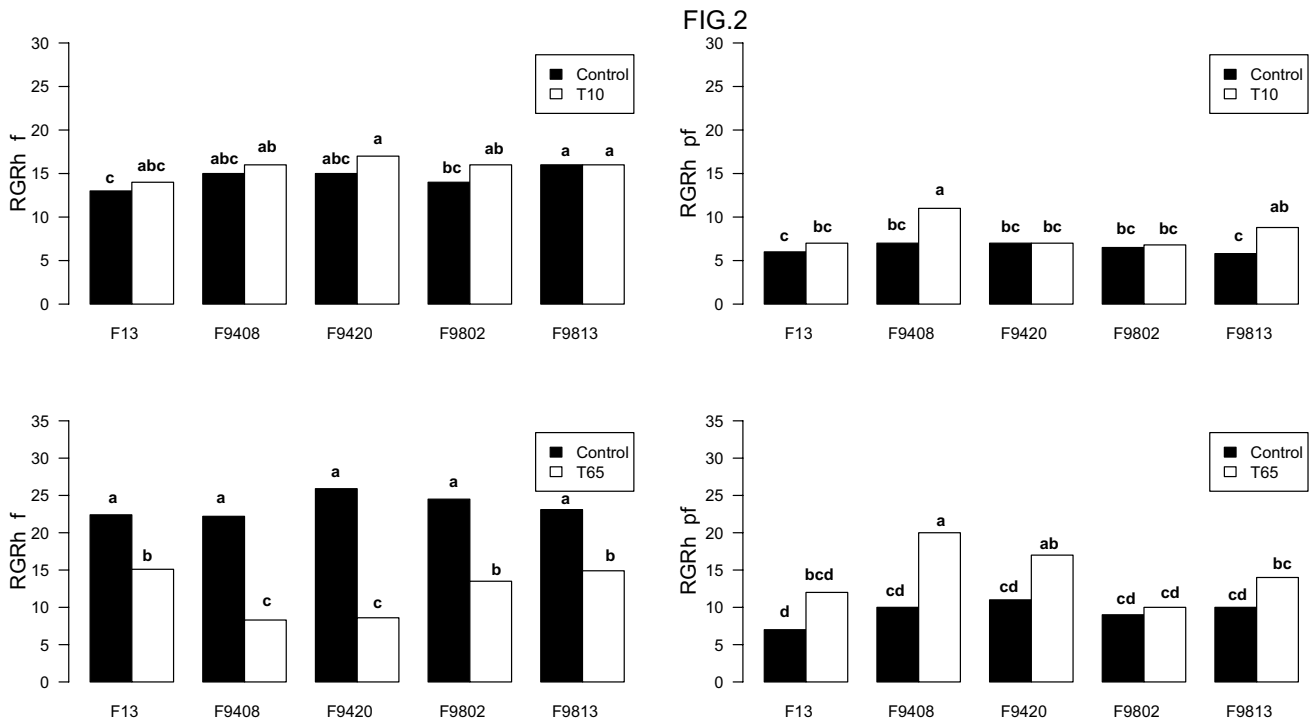 FIG.2
RGRh f
30
25
20
15
10
5
0
Control
T10
c abc abc ab abc a bc ab a a
F13 F9408 F9420 F9802 F9813
RGRh pf
30
25
20
15
10
5
0
Control
T10
c bc bc a bc bc bc bc c ab
F13 F9408 F9420 F9802 F9813
RGRh f
35
30
25
20
15
10
5
0
Control
T65
a b a c a c a b a b
F13 F9408 F9420 F9802 F9813
RGRh pf
35
30
25
20
15
10
5
0
Control
T65
d bcd cd a cd ab cd cd cd bc
F13 F9408 F9420 F9802 F9813